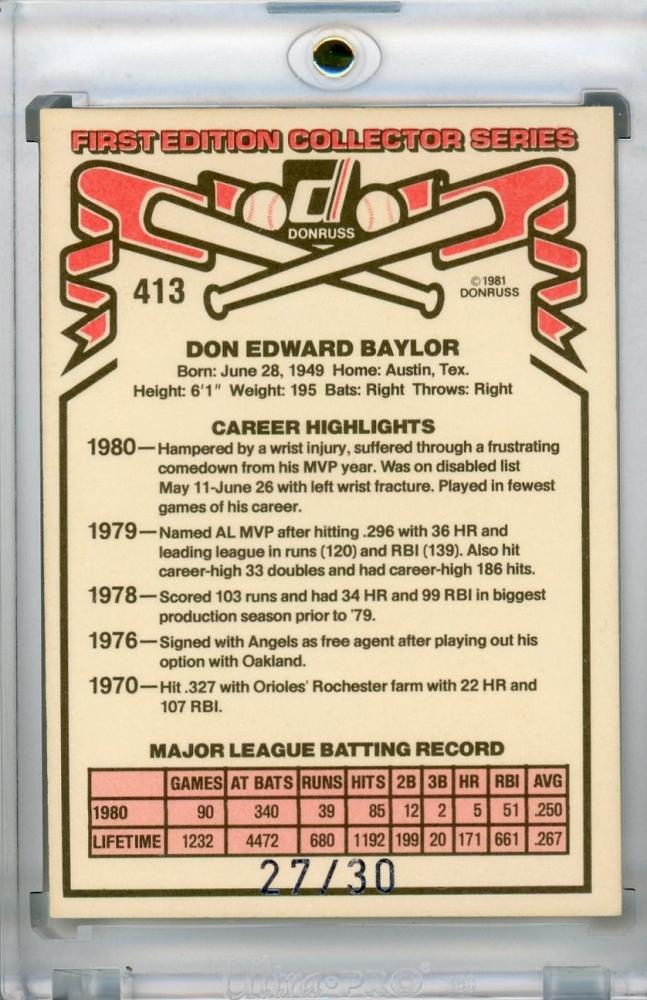 FIRST EDITION COLLECTOR SERIES
d
DONRUSS
413
© 1981
DONRUSS
DON EDWARD BAYLOR
Born: June 28, 1949 Home: Austin, Tex.
Height: 6'1" Weight: 195 Bats: Right Throws: Right
CAREER HIGHLIGHTS
1980—Hampered by a wrist injury, suffered through a frustrating
comedown from his MVP year. Was on disabled list
May 11-June 26 with left wrist fracture. Played in fewest
games of his career.
1979—Named AL MVP after hitting .296 with 36 HR and
leading league in runs (120) and RBI (139). Also hit
career-high 33 doubles and had career-high 186 hits.
1978—Scored 103 runs and had 34 HR and 99 RBI in biggest
production season prior to '79.
1976—Signed with Angels as free agent after playing out his
option with Oakland.
1970—Hit .327 with Orioles' Rochester farm with 22 HR and
107 RBI.
MAJOR LEAGUE BATTING RECORD
GAMES AT BATS RUNS HITS 2B 3B HR RBI AVG
1980 90 340 39 85 12 2 5 51 .250
LIFETIME 1232 4472 680 1192 199 20 171 661 .267
27/30
Ultra·PRO